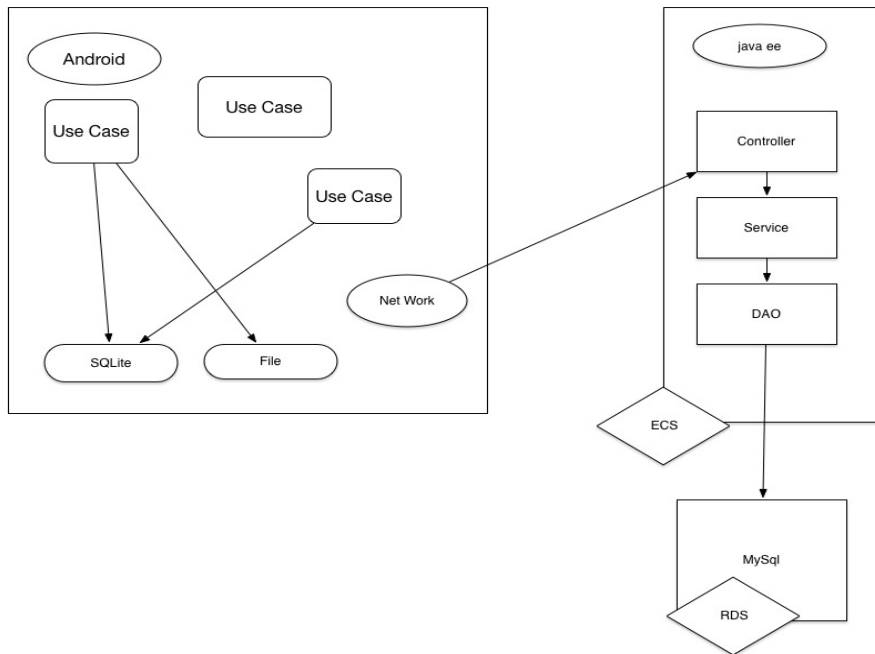 Android
Use Case
Use Case
Use Case
Net Work
SQLite
File
java ee
Controller
Service
DAO
ECS
MySql
RDS